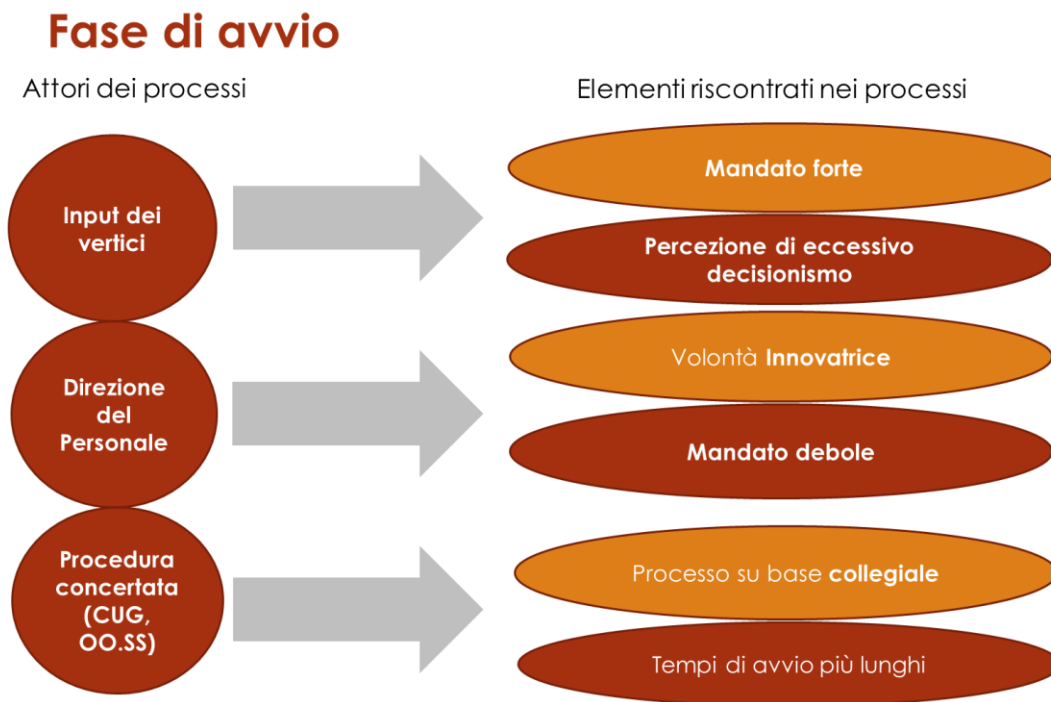 Fase di avvio
Attori dei processi
Elementi riscontrati nei processi
Input dei
vertici
Mandato forte
Percezione di eccessivo
decisionismo
Direzione
del
Personale
Volontà Innovatrice
Mandato debole
Procedura
concertata
(CUG,
OO.SS)
Processo su base collegiale
Tempi di avvio più lunghi